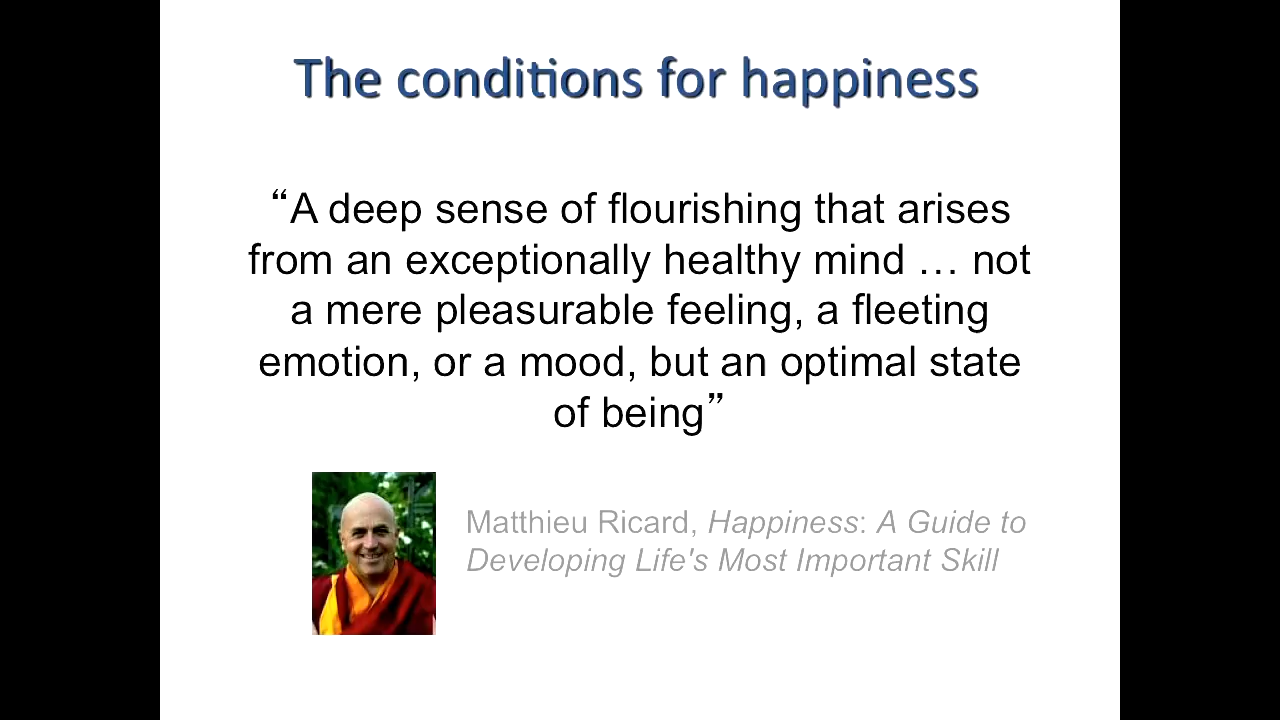 The conditions for happiness
“A deep sense of flourishing that arises
from an exceptionally healthy mind … not
a mere pleasurable feeling, a fleeting
emotion, or a mood, but an optimal state
of being”
Matthieu Ricard, Happiness: A Guide to
Developing Life's Most Important Skill